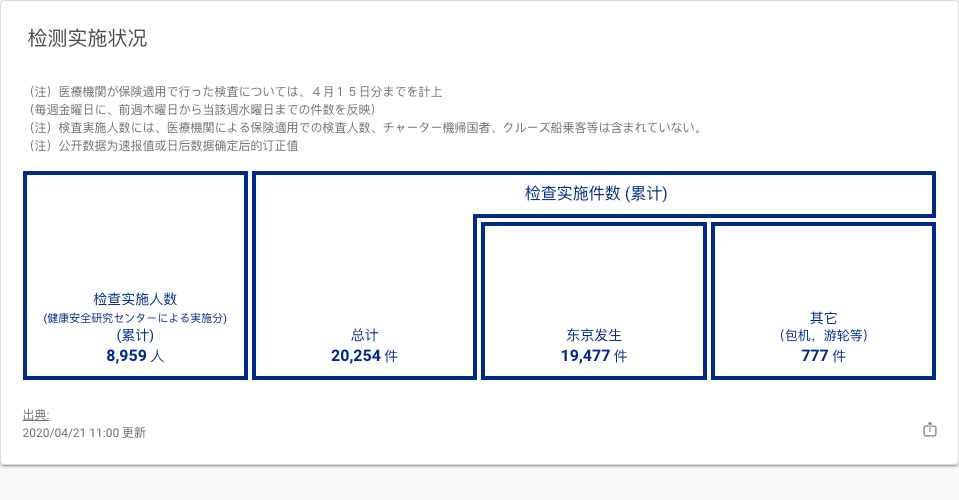 检测实施状况
（注）医療機関が保険適用で行った検査については、４月１５日分までを計上
（毎週金曜日に、前週木曜日から当該週水曜日までの件数を反映）
（注）検査実施人数には、医療機関による保険適用での検査人数、チャーター機帰国者、クルーズ船乗客等は含まれていない。
（注）公开数据为速报值或日后数据确定后的订正值
检查实施件数 (累计)
检查实施人数
(健康安全研究センターによる実施分)
(累计)
8,959 人
总计
20,254 件
东京发生
19,477 件
其它
（包机，游轮等）
777 件
出典:
2020/04/21 11:00 更新